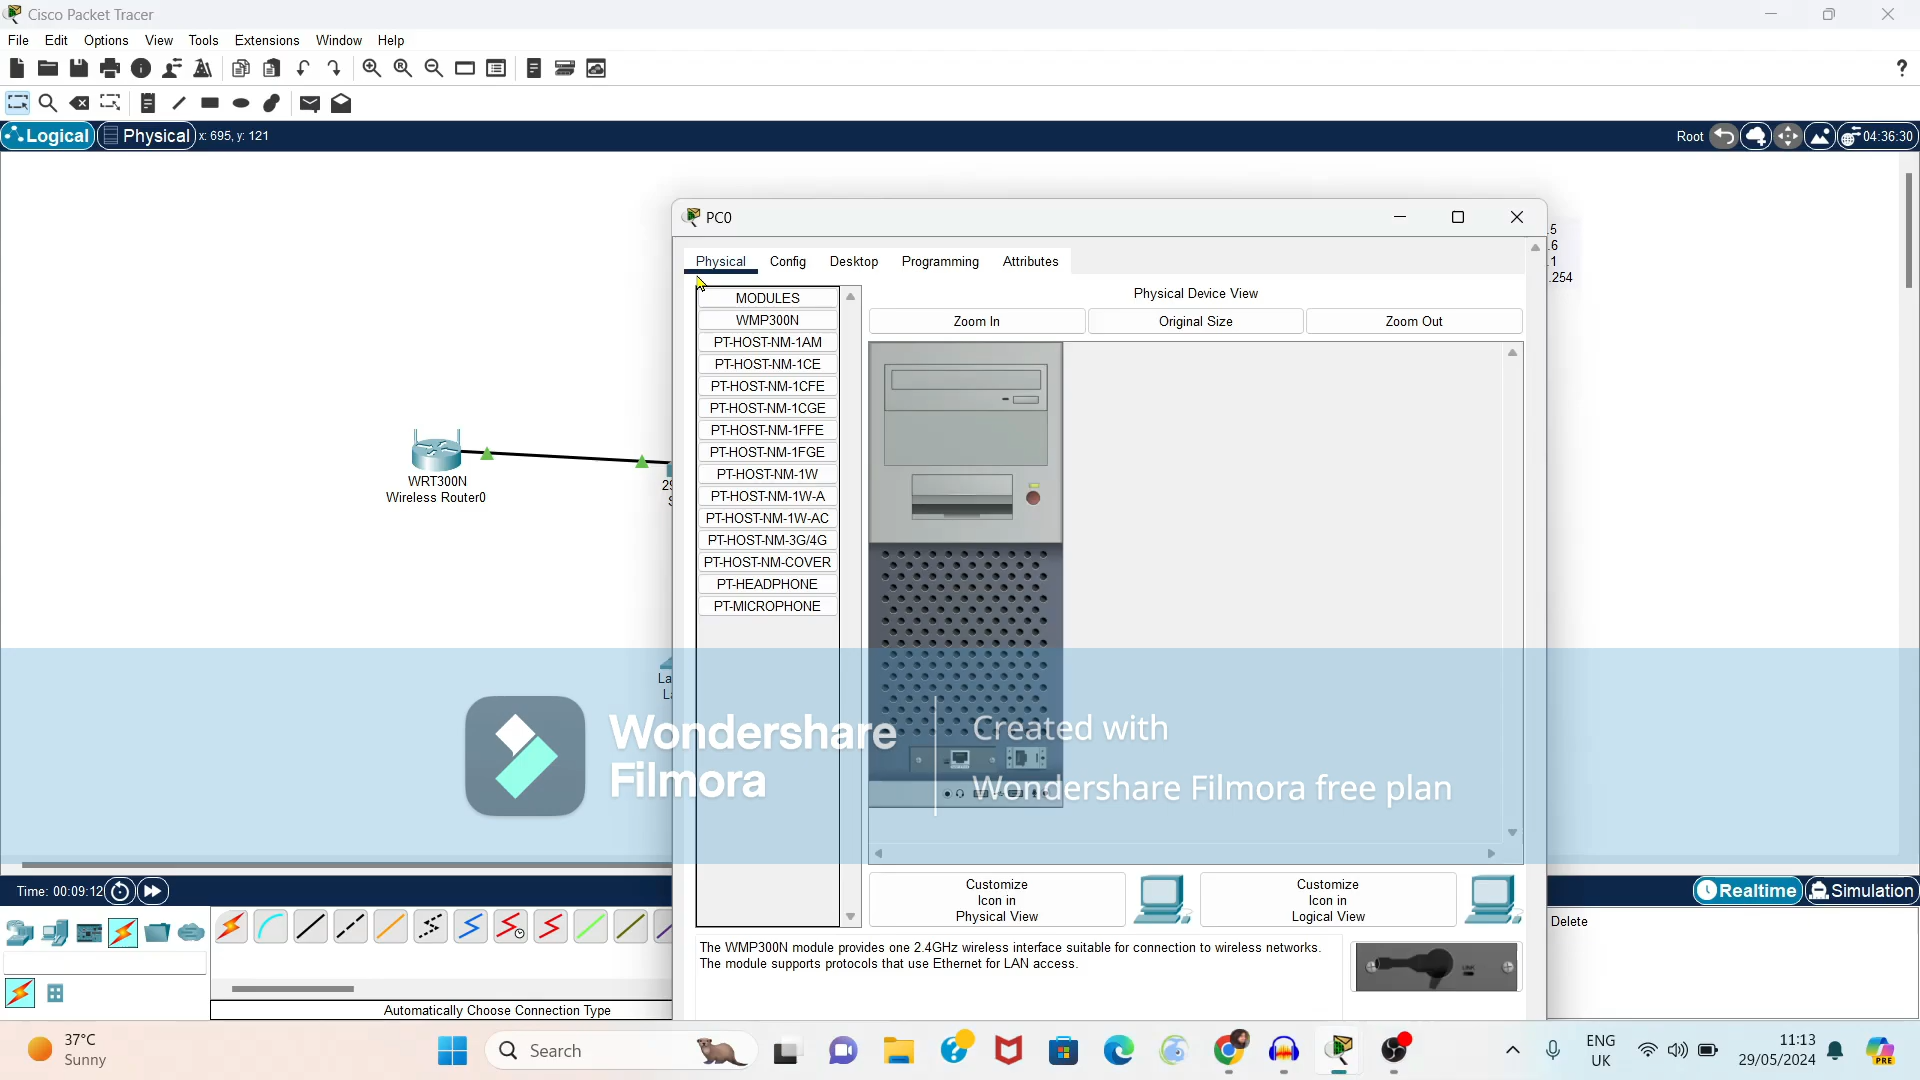 Cisco Packet Tracer
File Edit Options View Tools Extensions Window Help
?
Logical Physical x: 695, y: 121 Root 04:36:30
PC0
.5
.6
.1
.254
Physical Config Desktop Programming Attributes
MODULES
WMP300N
PT-HOST-NM-1AM
PT-HOST-NM-1CE
PT-HOST-NM-1CFE
PT-HOST-NM-1CGE
PT-HOST-NM-1FFE
PT-HOST-NM-1FGE
PT-HOST-NM-1W
PT-HOST-NM-1W-A
PT-HOST-NM-1W-AC
PT-HOST-NM-3G/4G
PT-HOST-NM-COVER
PT-HEADPHONE
PT-MICROPHONE
Physical Device View
Zoom In Original Size Zoom Out
WRT300N
Wireless Router0
29
La
Wondershare
Filmora
Created with
Wondershare Filmora free plan
Customize
Icon in
Physical View
Customize
Icon in
Logical View
The WMP300N module provides one 2.4GHz wireless interface suitable for connection to wireless networks.
The module supports protocols that use Ethernet for LAN access.
LINK
Time: 00:09:12
Realtime Simulation
Delete
Automatically Choose Connection Type
37°C
Sunny
Search
ENG
UK
11:13
29/05/2024
PRE